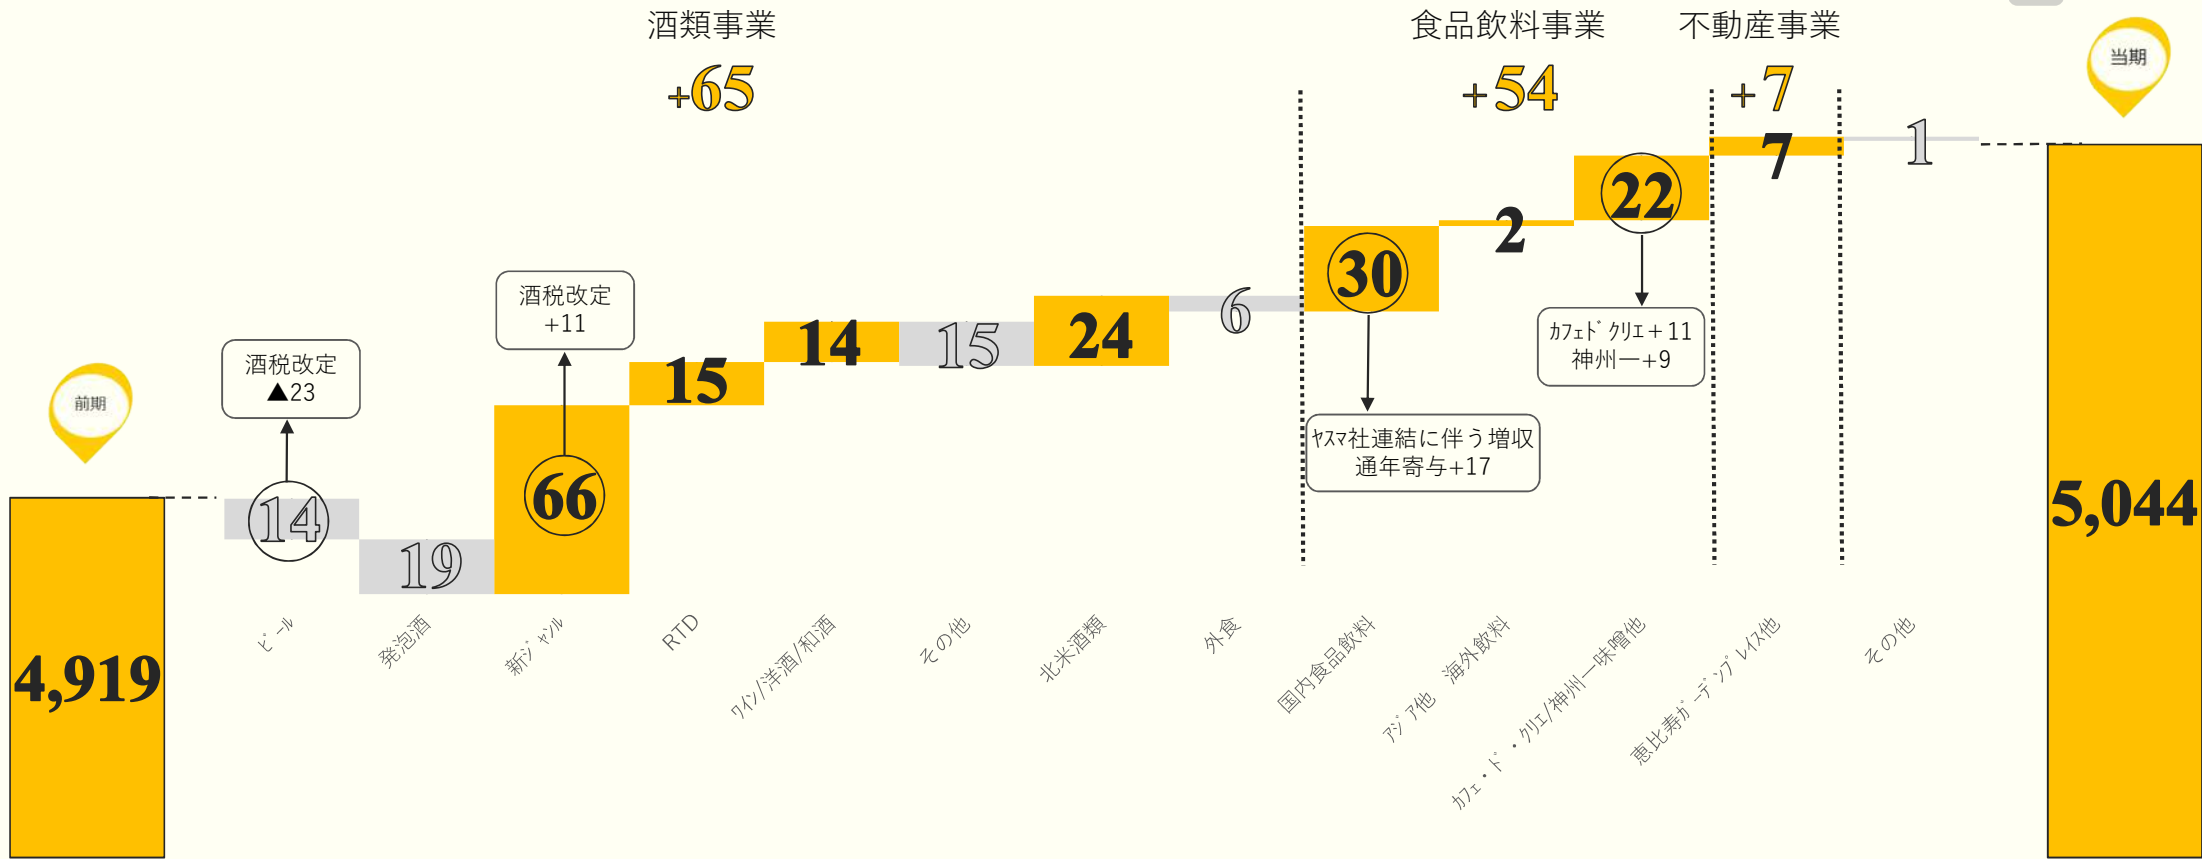 酒類事業
+65
食品飲料事業
+54
不動産事業
+7
当期
5,044
前期
4,919
酒税改定
▲23
酒税改定
+11
14
19
66
15
14
15
24
6
30
2
22
7
1
ﾔｽﾏ社連結に伴う増収
通年寄与+17
ｶﾌｪﾄﾞｸﾘｴ+11
神州一+9
ﾋﾞｰﾙ
発泡酒
新ｼﾞｬﾝﾙ
RTD
ﾜｲﾝ/洋酒/和酒
その他
北米酒類
外食
国内食品飲料
ｱｼﾞｱ他 海外飲料
ｶﾌｪ・ﾄﾞ・ｸﾘｴ/神州一味噌他
恵比寿ｶﾞｰﾃﾞﾝﾌﾟﾚｲｽ他
その他